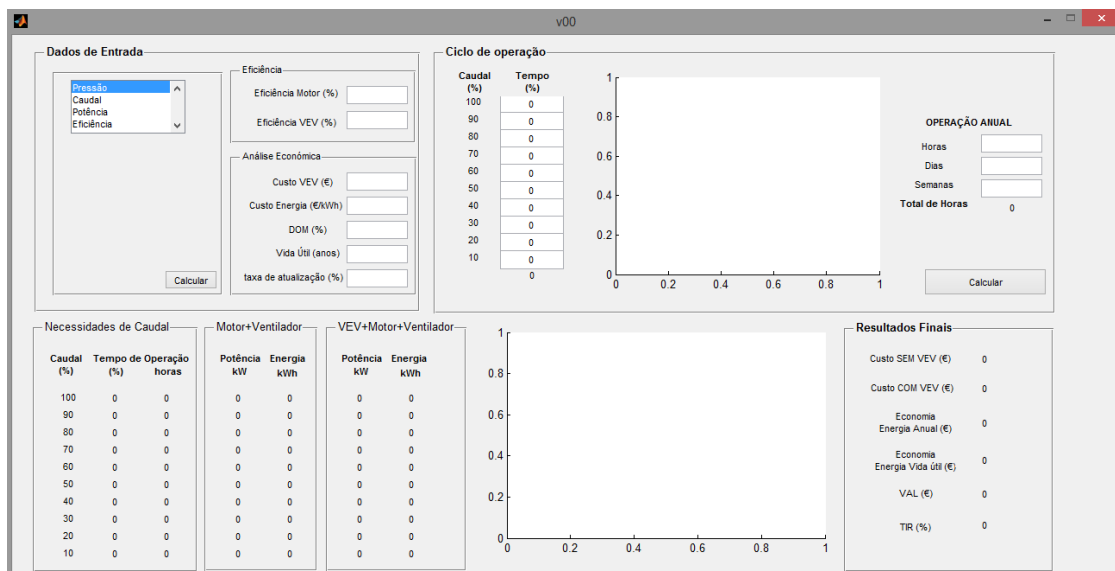 v00
Dados de Entrada
Pressão
Caudal
Potência
Eficiência
Calcular
Eficiência
Eficiência Motor (%)
Eficiência VEV (%)
Análise Económica
Custo VEV (€)
Custo Energia (€/kWh)
DOM (%)
Vida Útil (anos)
taxa de atualização (%)
Ciclo de operação
Caudal Tempo
(%) (%)
100 0
90 0
80 0
70 0
60 0
50 0
40 0
30 0
20 0
10 0
0
1
0.8
0.6
0.4
0.2
0
0 0.2 0.4 0.6 0.8 1
OPERAÇÃO ANUAL
Horas
Dias
Semanas
Total de Horas 0
Calcular
Necessidades de Caudal
Caudal Tempo de Operação
(%) (%) horas
100 0 0
90 0 0
80 0 0
70 0 0
60 0 0
50 0 0
40 0 0
30 0 0
20 0 0
10 0 0
Motor+Ventilador
Potência Energia
kW kWh
0 0
0 0
0 0
0 0
0 0
0 0
0 0
0 0
0 0
0 0
VEV+Motor+Ventilador
Potência Energia
kW kWh
0 0
0 0
0 0
0 0
0 0
0 0
0 0
0 0
0 0
0 0
1
0.8
0.6
0.4
0.2
0
0 0.2 0.4 0.6 0.8 1
Resultados Finais
Custo SEM VEV (€) 0
Custo COM VEV (€) 0
Economia
Energia Anual (€) 0
Economia
Energia Vida útil (€) 0
VAL (€) 0
TIR (%) 0